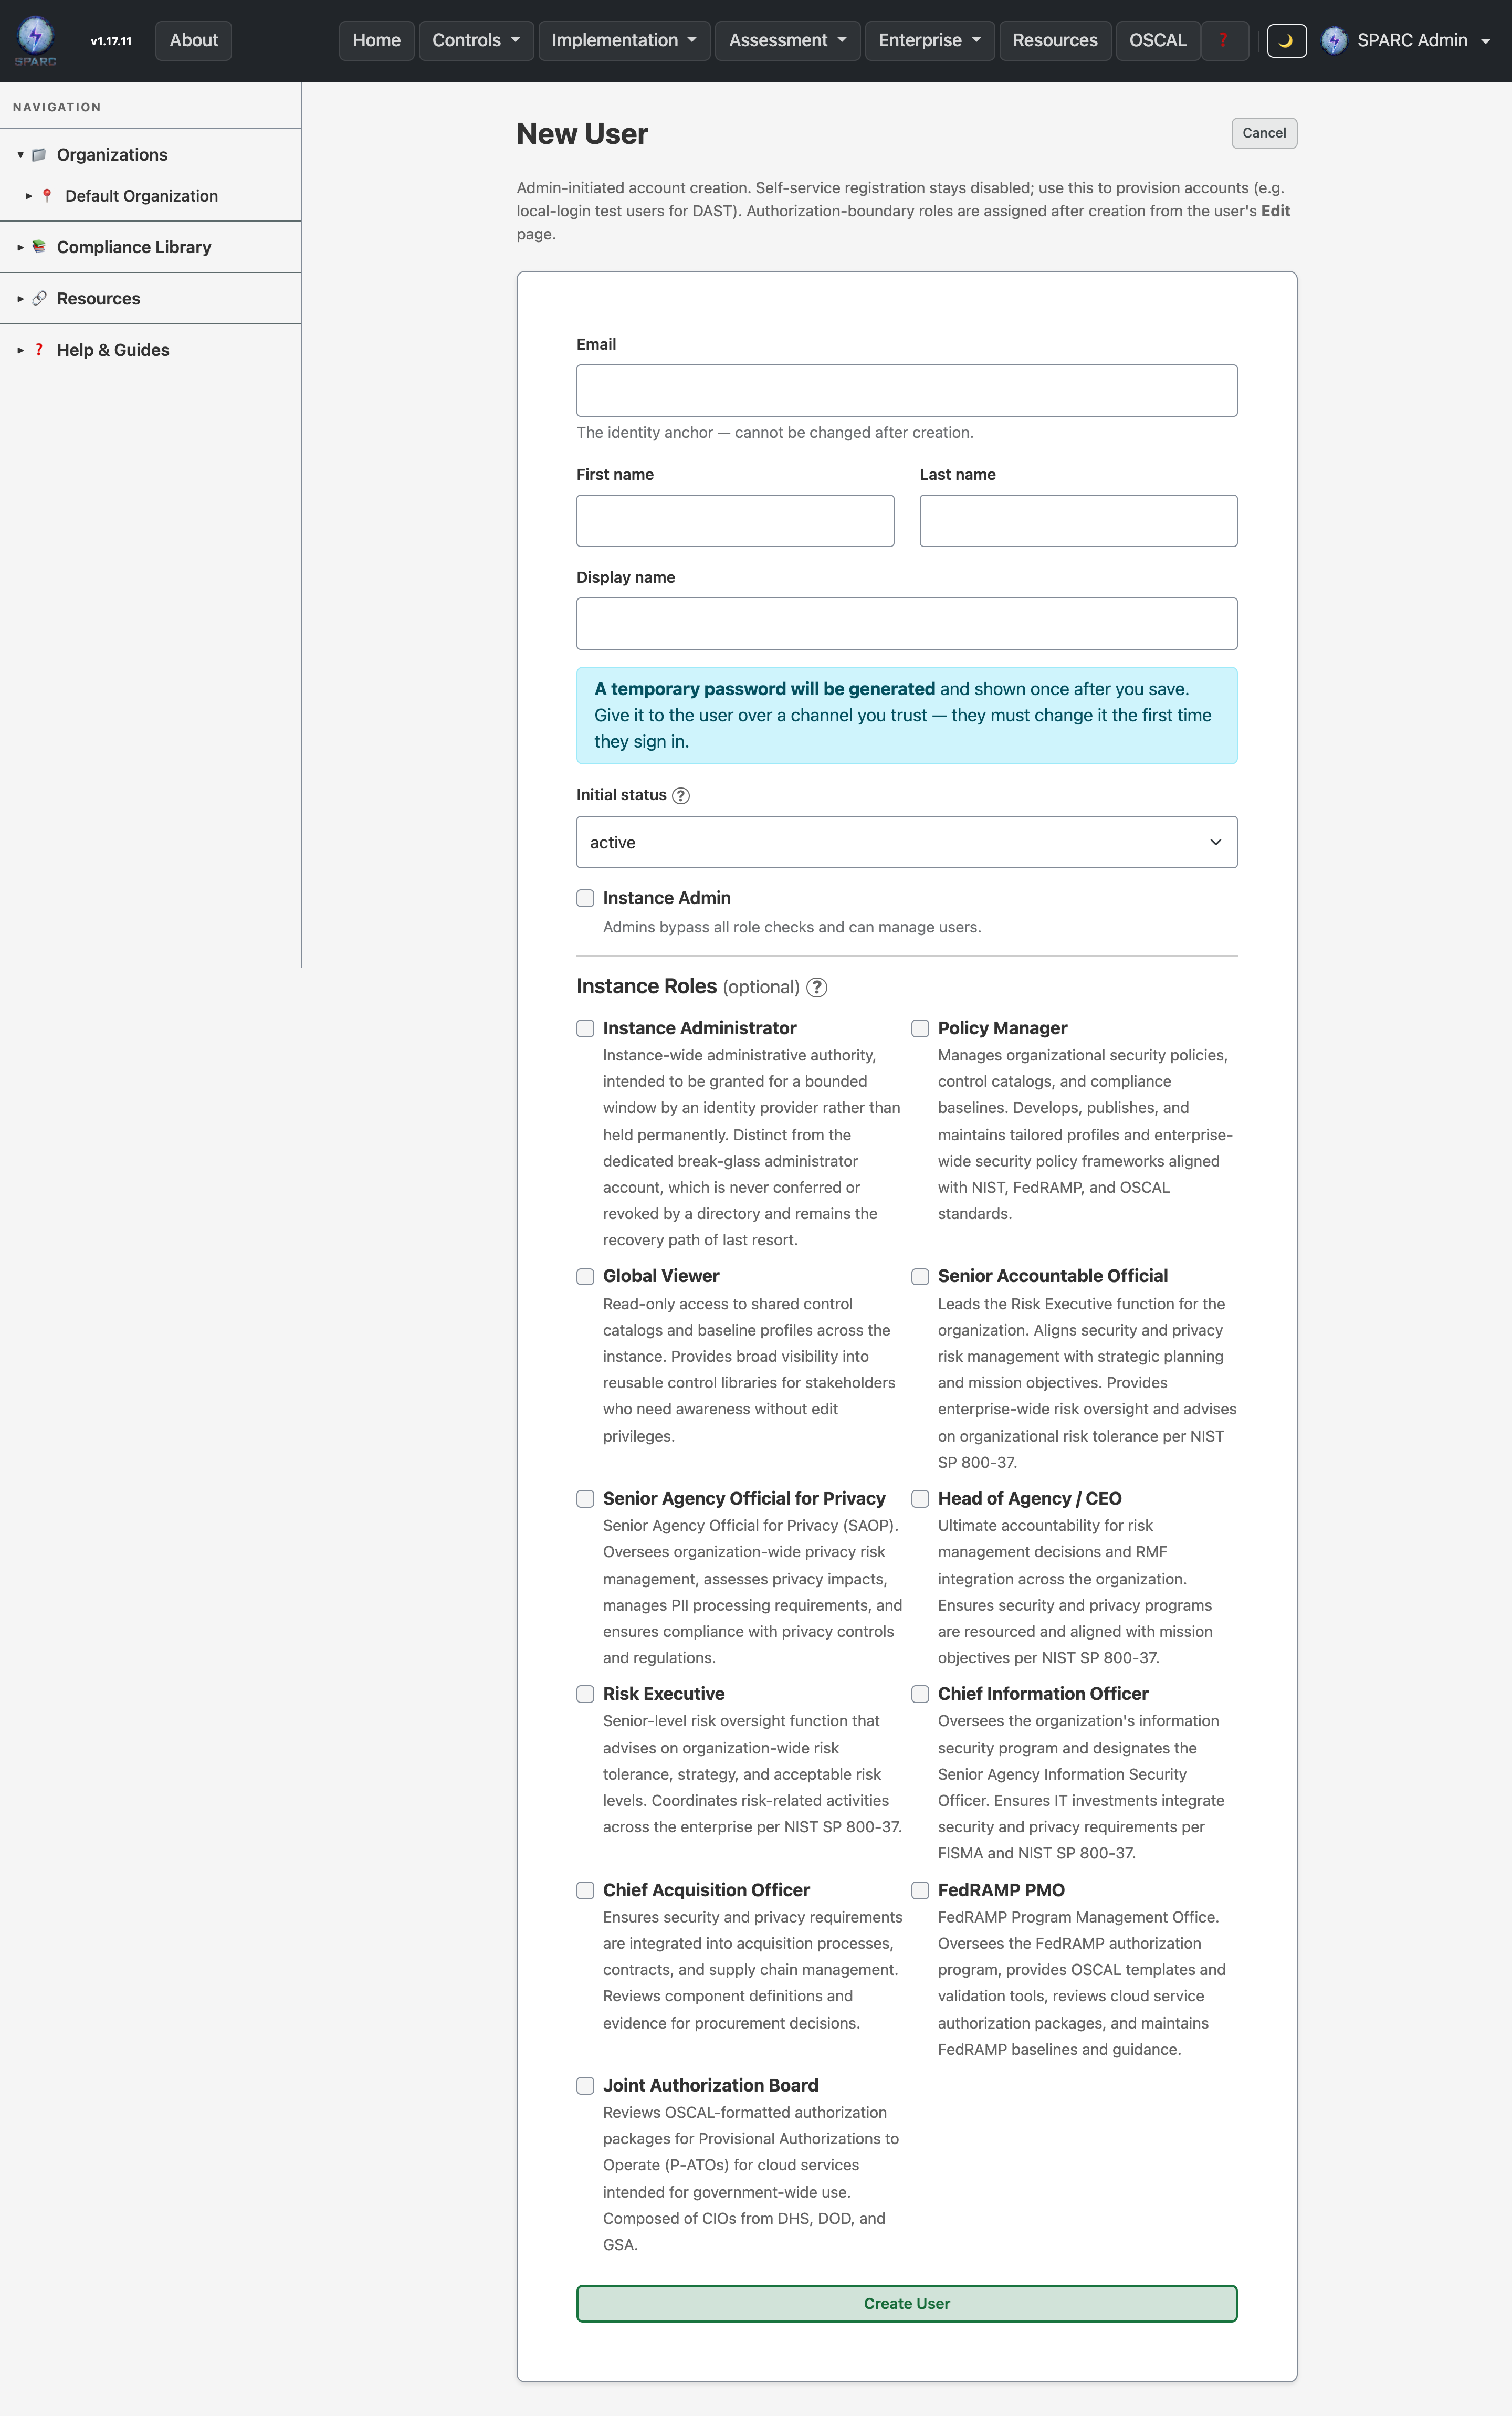 SPARC
v1.17.11
About
Home
Controls
Implementation
Assessment
Enterprise
Resources
OSCAL
?
SPARC Admin
NAVIGATION
Organizations
Default Organization
Compliance Library
Resources
? Help & Guides
New User
Cancel
Admin-initiated account creation. Self-service registration stays disabled; use this to provision accounts (e.g.
local-login test users for DAST). Authorization-boundary roles are assigned after creation from the user's Edit
page.
Email
The identity anchor — cannot be changed after creation.
First name
Last name
Display name
A temporary password will be generated and shown once after you save.
Give it to the user over a channel you trust — they must change it the first time
they sign in.
Initial status ?
active
Instance Admin
Admins bypass all role checks and can manage users.
Instance Roles (optional) ?
Instance Administrator
Instance-wide administrative authority,
intended to be granted for a bounded
window by an identity provider rather than
held permanently. Distinct from the
dedicated break-glass administrator
account, which is never conferred or
revoked by a directory and remains the
recovery path of last resort.
Policy Manager
Manages organizational security policies,
control catalogs, and compliance
baselines. Develops, publishes, and
maintains tailored profiles and enterprise-
wide security policy frameworks aligned
with NIST, FedRAMP, and OSCAL
standards.
Global Viewer
Read-only access to shared control
catalogs and baseline profiles across the
instance. Provides broad visibility into
reusable control libraries for stakeholders
who need awareness without edit
privileges.
Senior Accountable Official
Leads the Risk Executive function for the
organization. Aligns security and privacy
risk management with strategic planning
and mission objectives. Provides
enterprise-wide risk oversight and advises
on organizational risk tolerance per NIST
SP 800-37.
Senior Agency Official for Privacy
Senior Agency Official for Privacy (SAOP).
Oversees organization-wide privacy risk
management, assesses privacy impacts,
manages PII processing requirements, and
ensures compliance with privacy controls
and regulations.
Head of Agency / CEO
Ultimate accountability for risk
management decisions and RMF
integration across the organization.
Ensures security and privacy programs
are resourced and aligned with mission
objectives per NIST SP 800-37.
Risk Executive
Senior-level risk oversight function that
advises on organization-wide risk
tolerance, strategy, and acceptable risk
levels. Coordinates risk-related activities
across the enterprise per NIST SP 800-37.
Chief Information Officer
Oversees the organization's information
security program and designates the
Senior Agency Information Security
Officer. Ensures IT investments integrate
security and privacy requirements per
FISMA and NIST SP 800-37.
Chief Acquisition Officer
Ensures security and privacy requirements
are integrated into acquisition processes,
contracts, and supply chain management.
Reviews component definitions and
evidence for procurement decisions.
FedRAMP PMO
FedRAMP Program Management Office.
Oversees the FedRAMP authorization
program, provides OSCAL templates and
validation tools, reviews cloud service
authorization packages, and maintains
FedRAMP baselines and guidance.
Joint Authorization Board
Reviews OSCAL-formatted authorization
packages for Provisional Authorizations to
Operate (P-ATOs) for cloud services
intended for government-wide use.
Composed of CIOs from DHS, DOD, and
GSA.
Create User